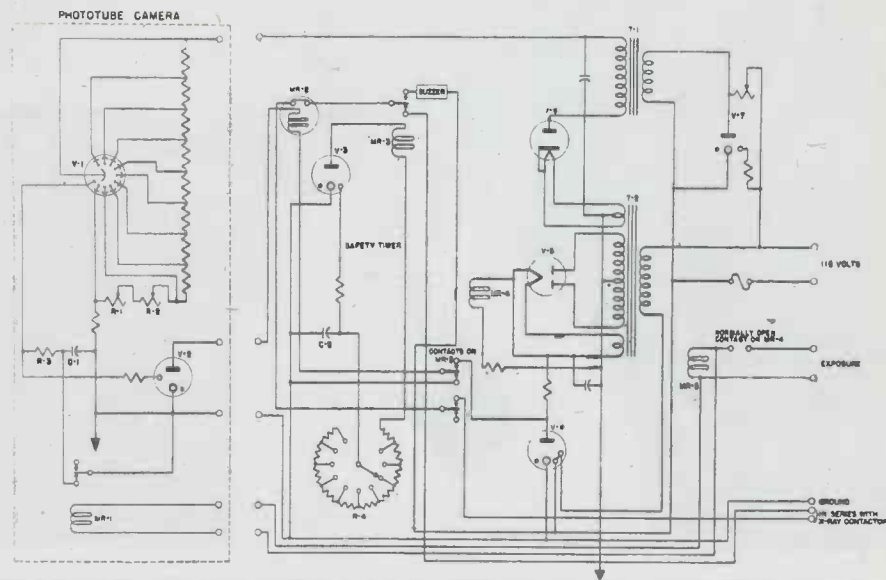 PHOTOTUBE CAMERA
T-1
MR-2
BUZZER
V-7
V-1
V-3
MR-3
T-2
SAFETY TIMER
V-5
116 VOLTS
MR-4
R-1
R-2
NORMALLY OPEN
CONTACT ON MR-4
C-2
R-3
C-1
V-2
CONTACTS ON
EXPOSURE
MR-5
V-4
R-4
GROUND
IN SERIES WITH
X-RAY CONTACTOR
MR-1